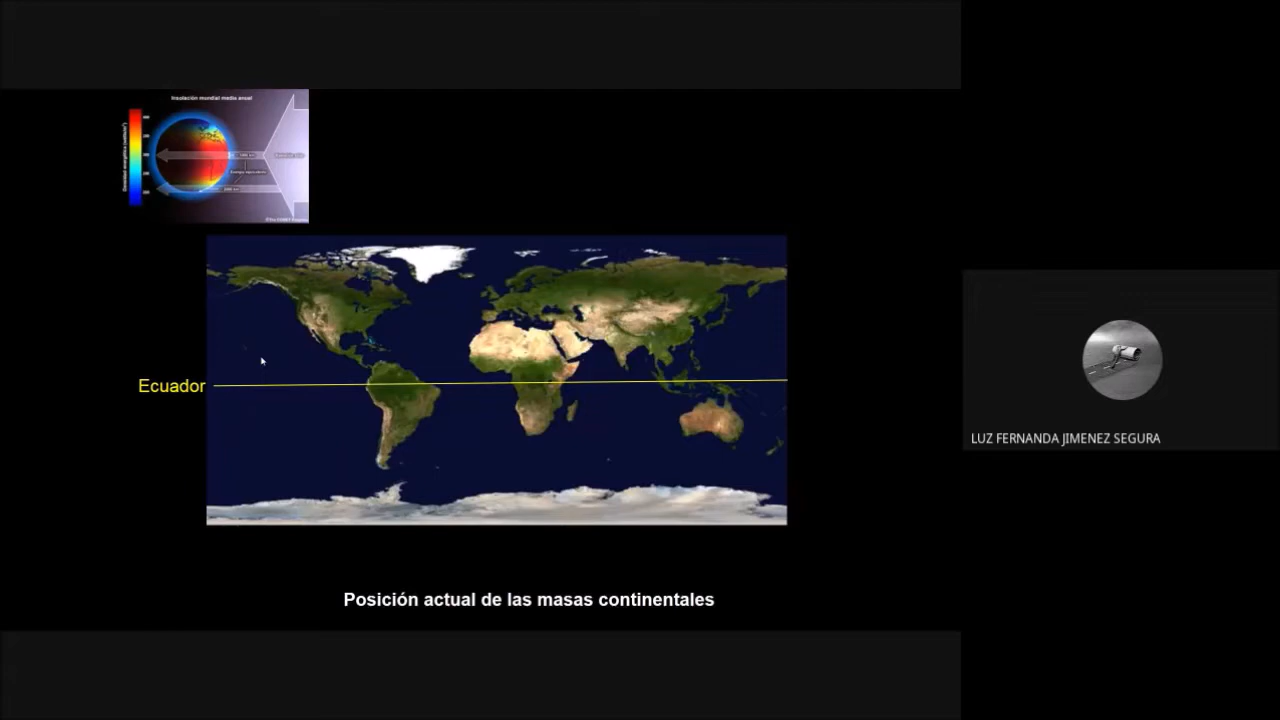 Insolación mundial media anual
Ecuador
LUZ FERNANDA JIMENEZ SEGURA
Posición actual de las masas continentales